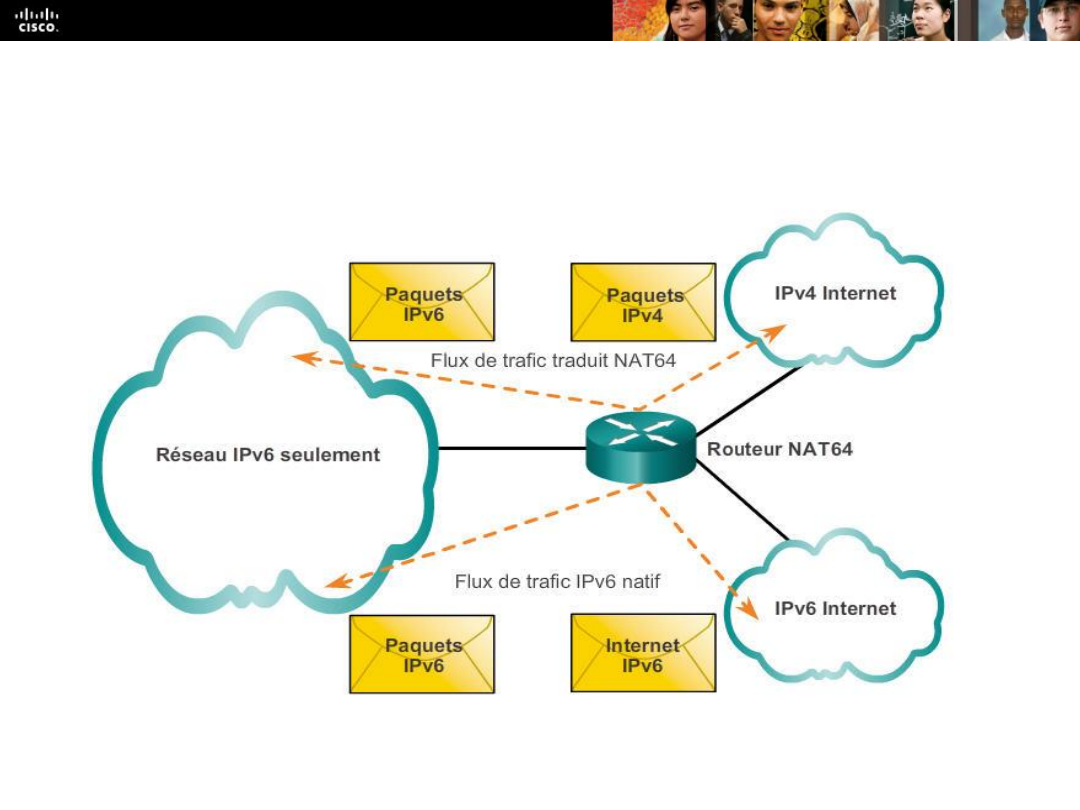 CISCO.
Paquets
IPv6
Paquets
IPv4
IPv4 Internet
Flux de trafic traduit NAT64
Réseau IPv6 seulement
Routeur NAT64
Flux de trafic IPv6 natif
IPv6 Internet
Paquets
IPv6
Internet
IPv6